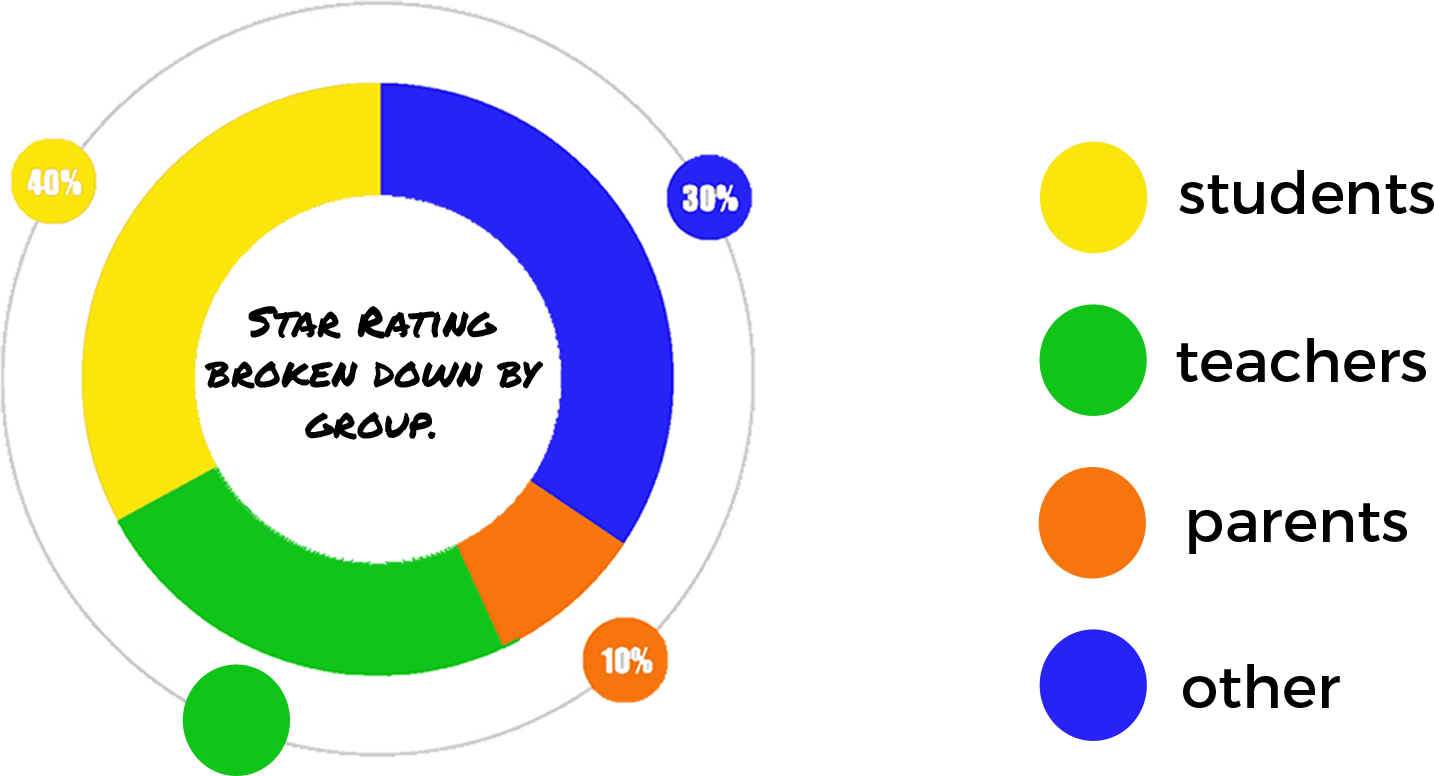 40%
30%
Star Rating
broken down by
group.
10%
students
teachers
parents
other